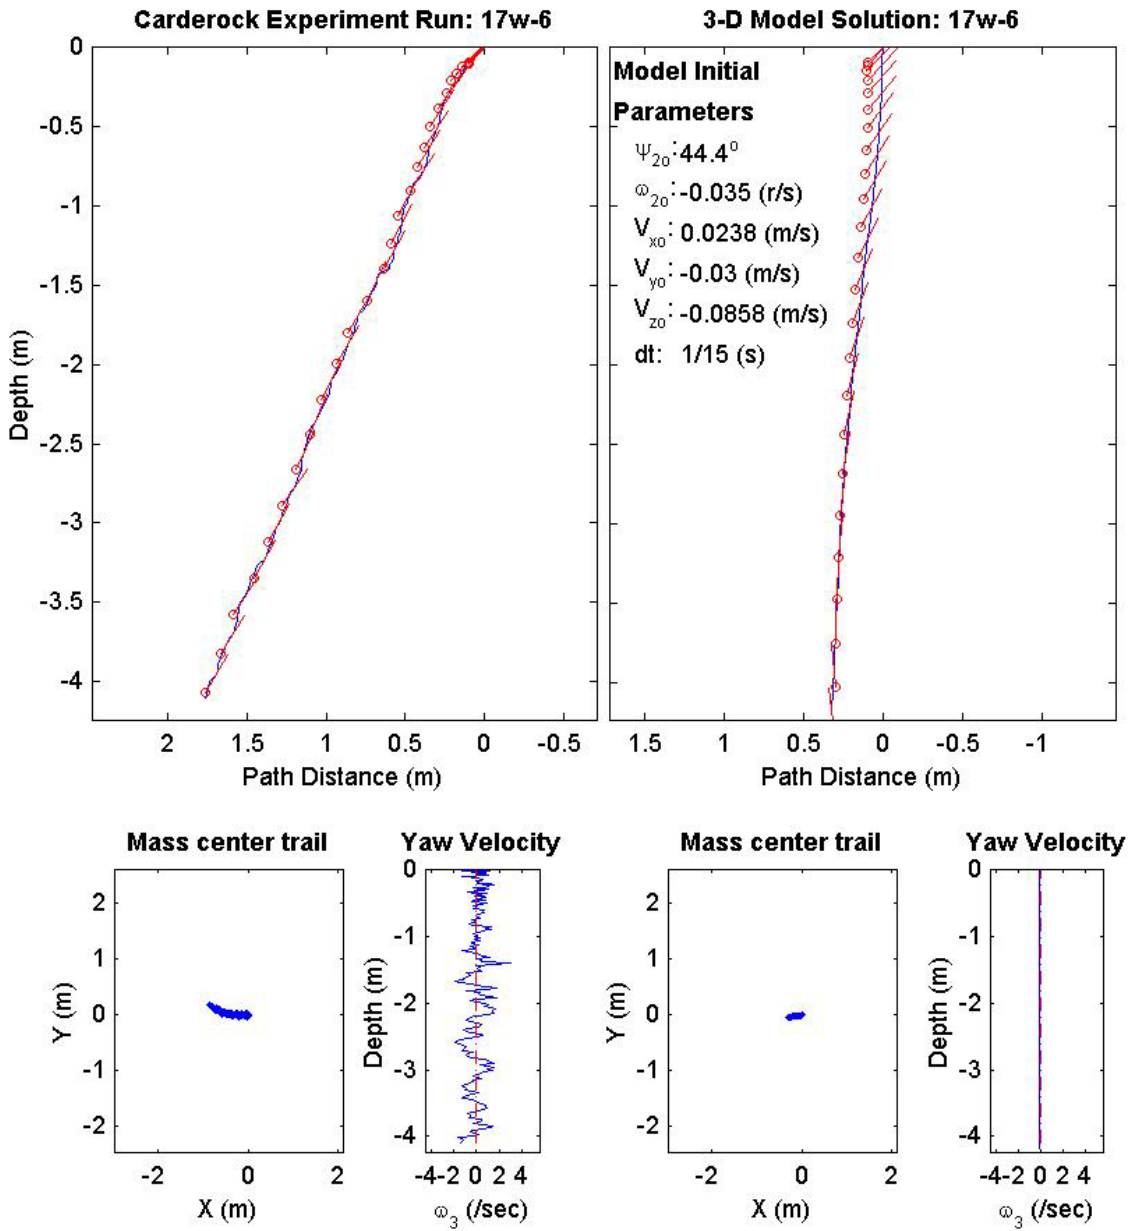 Carderock Experiment Run: 17w-6
0
-0.5
-1
-1.5
-2
-2.5
-3
-3.5
-4
Depth (m)
2 1.5 1 0.5 0 -0.5
Path Distance (m)
3-D Model Solution: 17w-6
Model Initial
Parameters
Ψ2o: 44.4o
ω2o: -0.035 (r/s)
Vxo: 0.0238 (m/s)
Vyo: -0.03 (m/s)
Vzo: -0.0858 (m/s)
dt: 1/15 (s)
1.5 1 0.5 0 -0.5 -1
Path Distance (m)
Mass center trail
2
1
0
-1
-2
Y (m)
-2 0 2
X (m)
Yaw Velocity
0
-1
-2
-3
-4
Depth (m)
-4 -2 0 2 4
ω3 (/sec)
Mass center trail
2
1
0
-1
-2
Y (m)
-2 0 2
X (m)
Yaw Velocity
0
-1
-2
-3
-4
Depth (m)
-4 -2 0 2 4
ω3 (/sec)